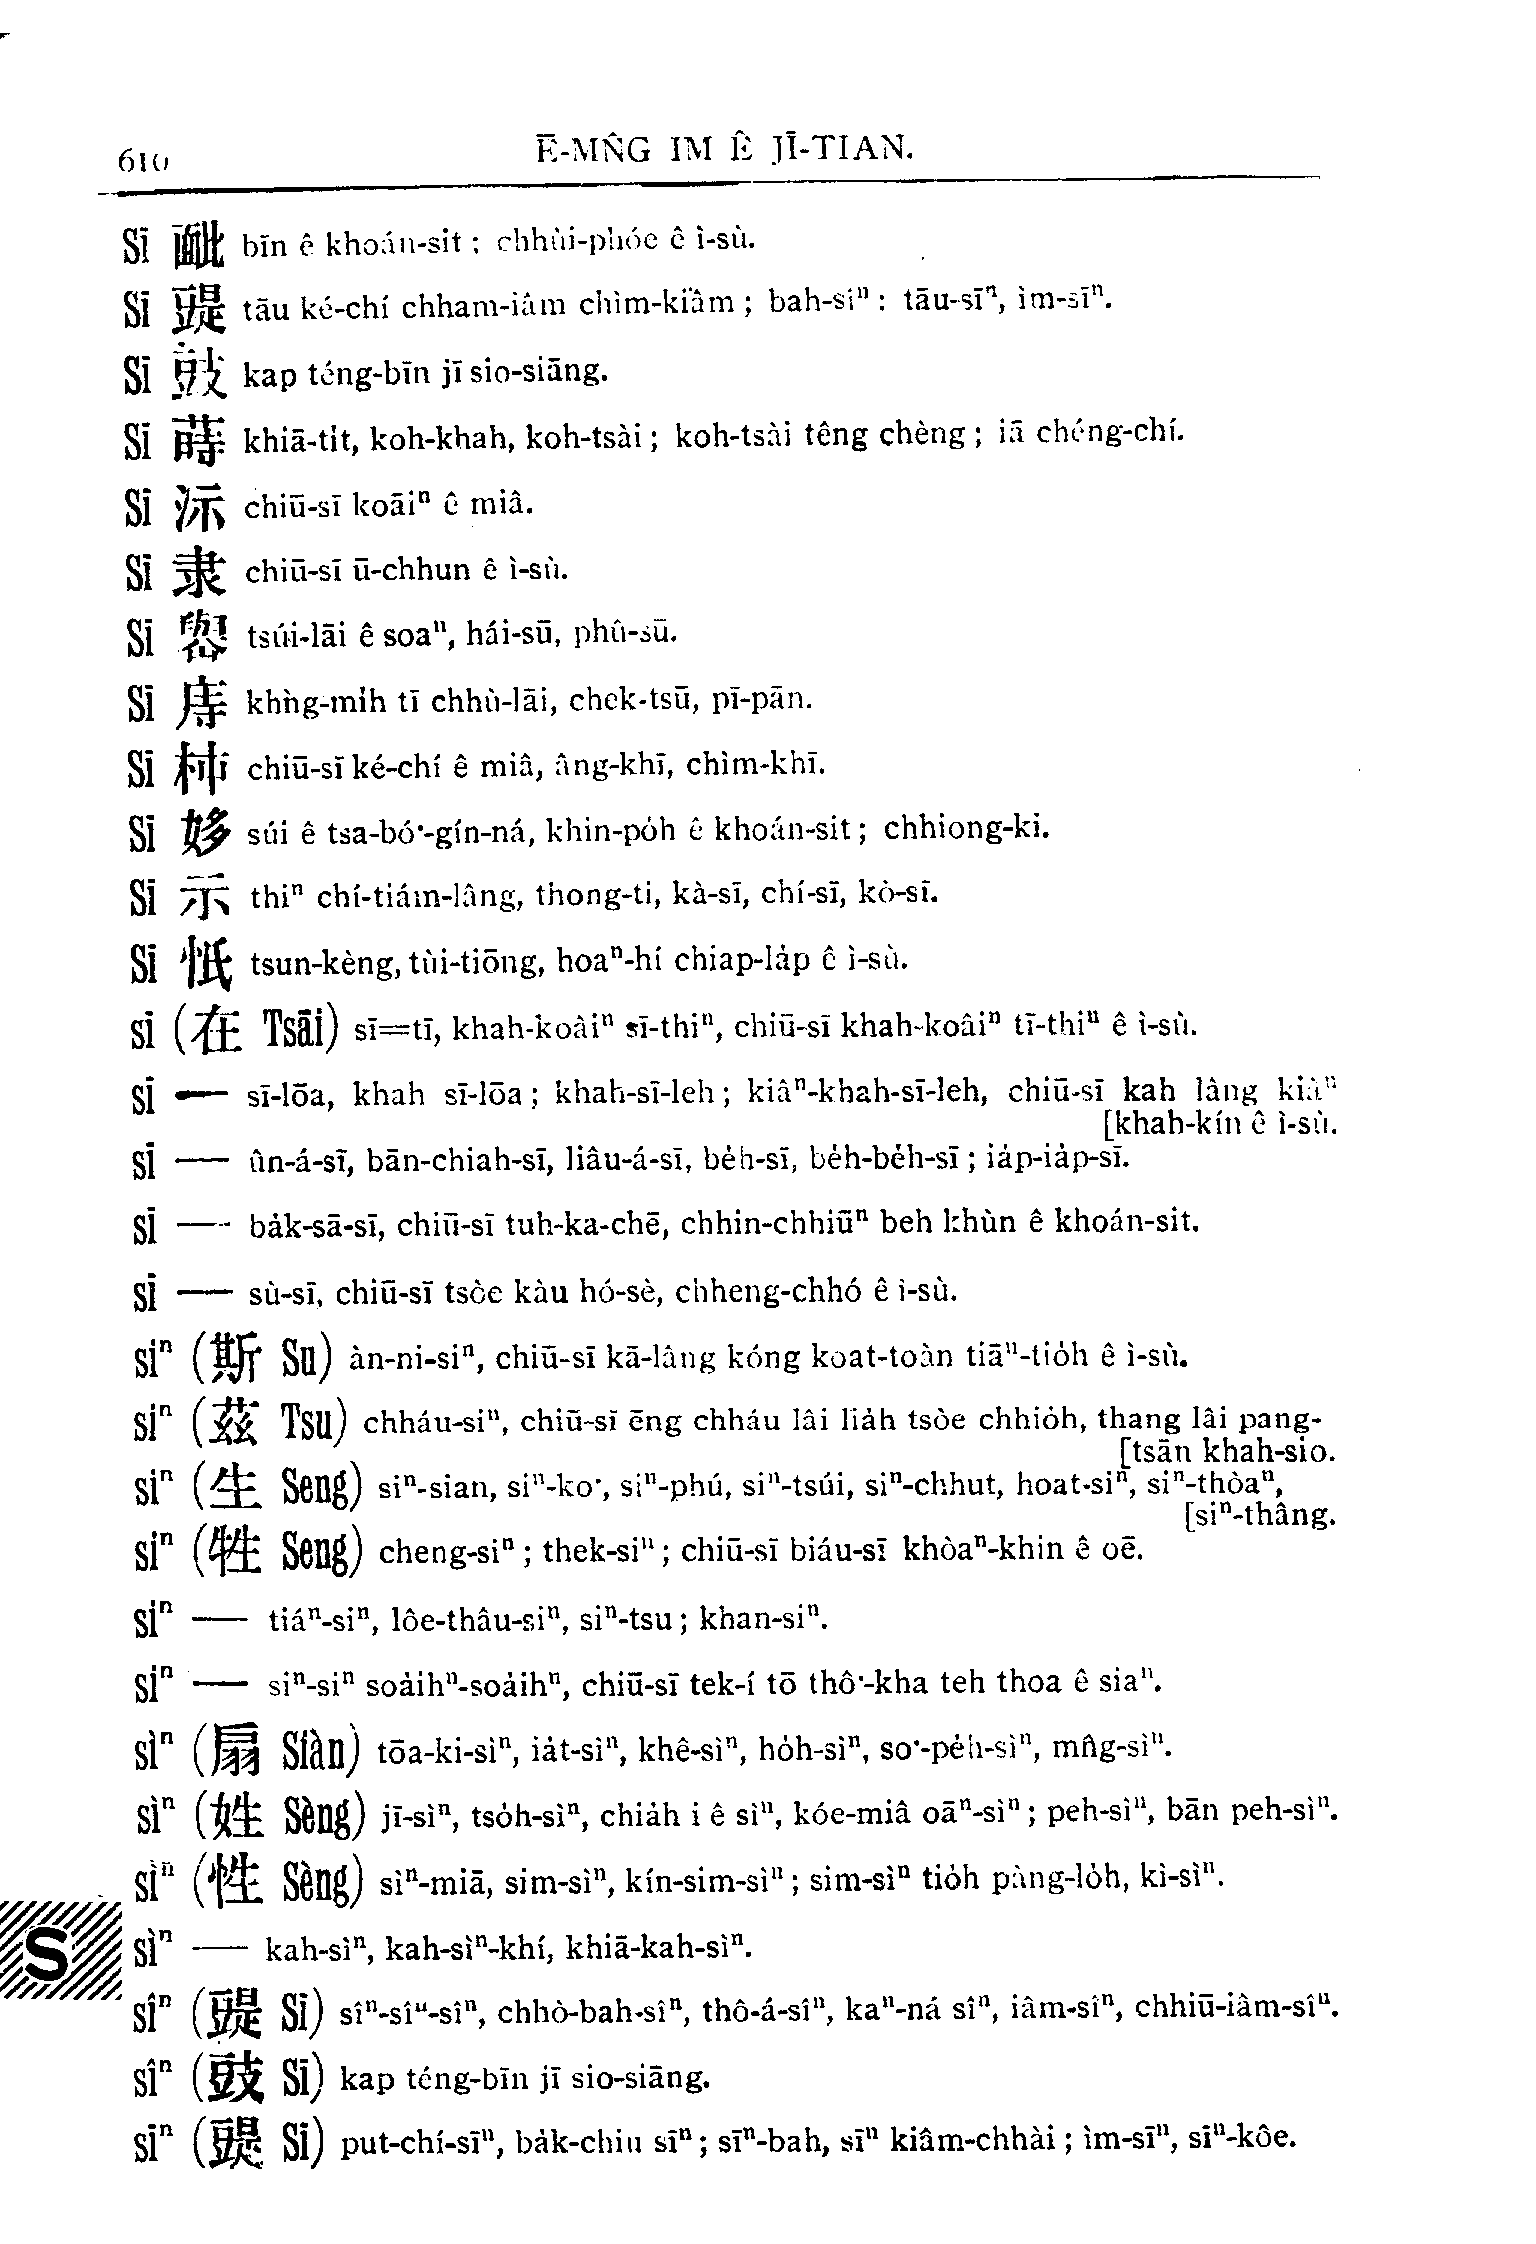 610
Ē-MN̂G IM Ê JĪ-TIAN.
Sī bīn ê khoán-sit ; chhùi-phóe ê ì-sù.
Sī 䜻 tāu ké-chí chham-iâm chìm-kiâm ; bah-sīⁿ : tāu-sīⁿ, ìm-sīⁿ.
Sī 豉 kap téng-bīn jī sio-siāng.
Sī 蒔 khiā-ti̍t, koh-khah, koh-tsài ; koh-tsài têng chèng ; iā chéng-chí.
Sī 沶 chiū-sī koāiⁿ ê miâ.
Sī 隶 chiū-sī ū-chhun ê ì-sù.
Sī tsúi-lāi ê soaⁿ, hái-sū, phû-sū.
Sī 庤 khǹg-mi̍h tī chhù-lāi, chek-tsū, pī-pān.
Sī 柿 chiū-sī ké-chí ê miâ, âng-khī, chìm-khī.
Sī 姼 súi ê tsa-bó͘-gín-ná, khin-po̍h ê khoán-sit ; chhiong-ki.
Sī 示 thiⁿ chí-tiám-lâng, thong-ti, kà-sī, chí-sī, kò-sī.
Sī 忯 tsun-kèng, tùi-tiōng, hoaⁿ-hí chiap-la̍p ê ì-sù.
sī (在 Tsāi) sī=tī, khah-koâiⁿ sī-thiⁿ, chiū-sī khah-koâiⁿ tī-thiⁿ ê ì-sù.
sī — sī-lōa, khah sī-lōa ; khah-sī-leh ; kiâⁿ-khah-sī-leh, chiū-sī kah lâng kiâⁿ
[khah-kín ê ì-sù.
sī — ûn-á-sī, bān-chiah-sī, liâu-á-sī, be̍h-sī, be̍h-be̍h-sī ; ia̍p-ia̍p-sī.
sī — ba̍k-sā-sī, chiū-sī tuh-ka-chē, chhin-chhiūⁿ beh khùn ê khoán-sit.
sī — sù-sī, chiū-sī tsòe kàu hó-sè, chheng-chhó ê ì-sù.
siⁿ (斯 Su) àn-ni-siⁿ, chiū-sī kā-lâng kóng koat-toàn tiāⁿ-tio̍h ê ì-sù.
siⁿ (茲 Tsu) chháu-siⁿ, chiū-sī ēng chháu lâi lia̍h tsòe chhio̍h, thang lâi pang-
[tsān khah-sio.
siⁿ (生 Seng) siⁿ-sian, siⁿ-ko͘, siⁿ-phú, siⁿ-tsúi, siⁿ-chhut, hoat-siⁿ, siⁿ-thòaⁿ,
[siⁿ-thâng.
siⁿ (牲 Seng) cheng-siⁿ ; thek-siⁿ ; chiū-sī biáu-sī khòaⁿ-khin ê oē.
siⁿ — tiáⁿ-siⁿ, lôe-thâu-siⁿ, siⁿ-tsu ; khan-siⁿ.
siⁿ — siⁿ-siⁿ soa̍ihⁿ-soa̍ihⁿ, chiū-sī tek-í tō thô͘-kha teh thoa ê siaⁿ.
sìⁿ (扇 Siàn) tōa-ki-sìⁿ, ia̍t-sìⁿ, khê-sìⁿ, ho̍h-sìⁿ, so͘-pe̍h-sìⁿ, mn̂g-sìⁿ.
sìⁿ (姓 Sèng) jī-sìⁿ, tso̍h-sìⁿ, chia̍h i ê sìⁿ, kóe-miâ oāⁿ-sìⁿ ; peh-sìⁿ, bān peh-sìⁿ.
sìⁿ (性 Sèng) sìⁿ-miā, sim-sìⁿ, kín-sim-sìⁿ ; sim-sìⁿ tio̍h pàng-lo̍h, kì-sìⁿ.
sìⁿ — kah-sìⁿ, kah-sìⁿ-khí, khiā-kah-sìⁿ.
S
sîⁿ (䜻 Sī) sîⁿ-sîⁿ-sîⁿ, chhò-bah-sîⁿ, thô-á-sîⁿ, kaⁿ-ná sîⁿ, iâm-sîⁿ, chhiū-iâm-sîⁿ.
sîⁿ (豉 Sī) kap téng-bīn jī sio-siāng.
sīⁿ (䜻 Sī) put-chí-sīⁿ, ba̍k-chiu sīⁿ ; sīⁿ-bah, sīⁿ kiâm-chhài ; ìm-sīⁿ, sīⁿ-kôe.